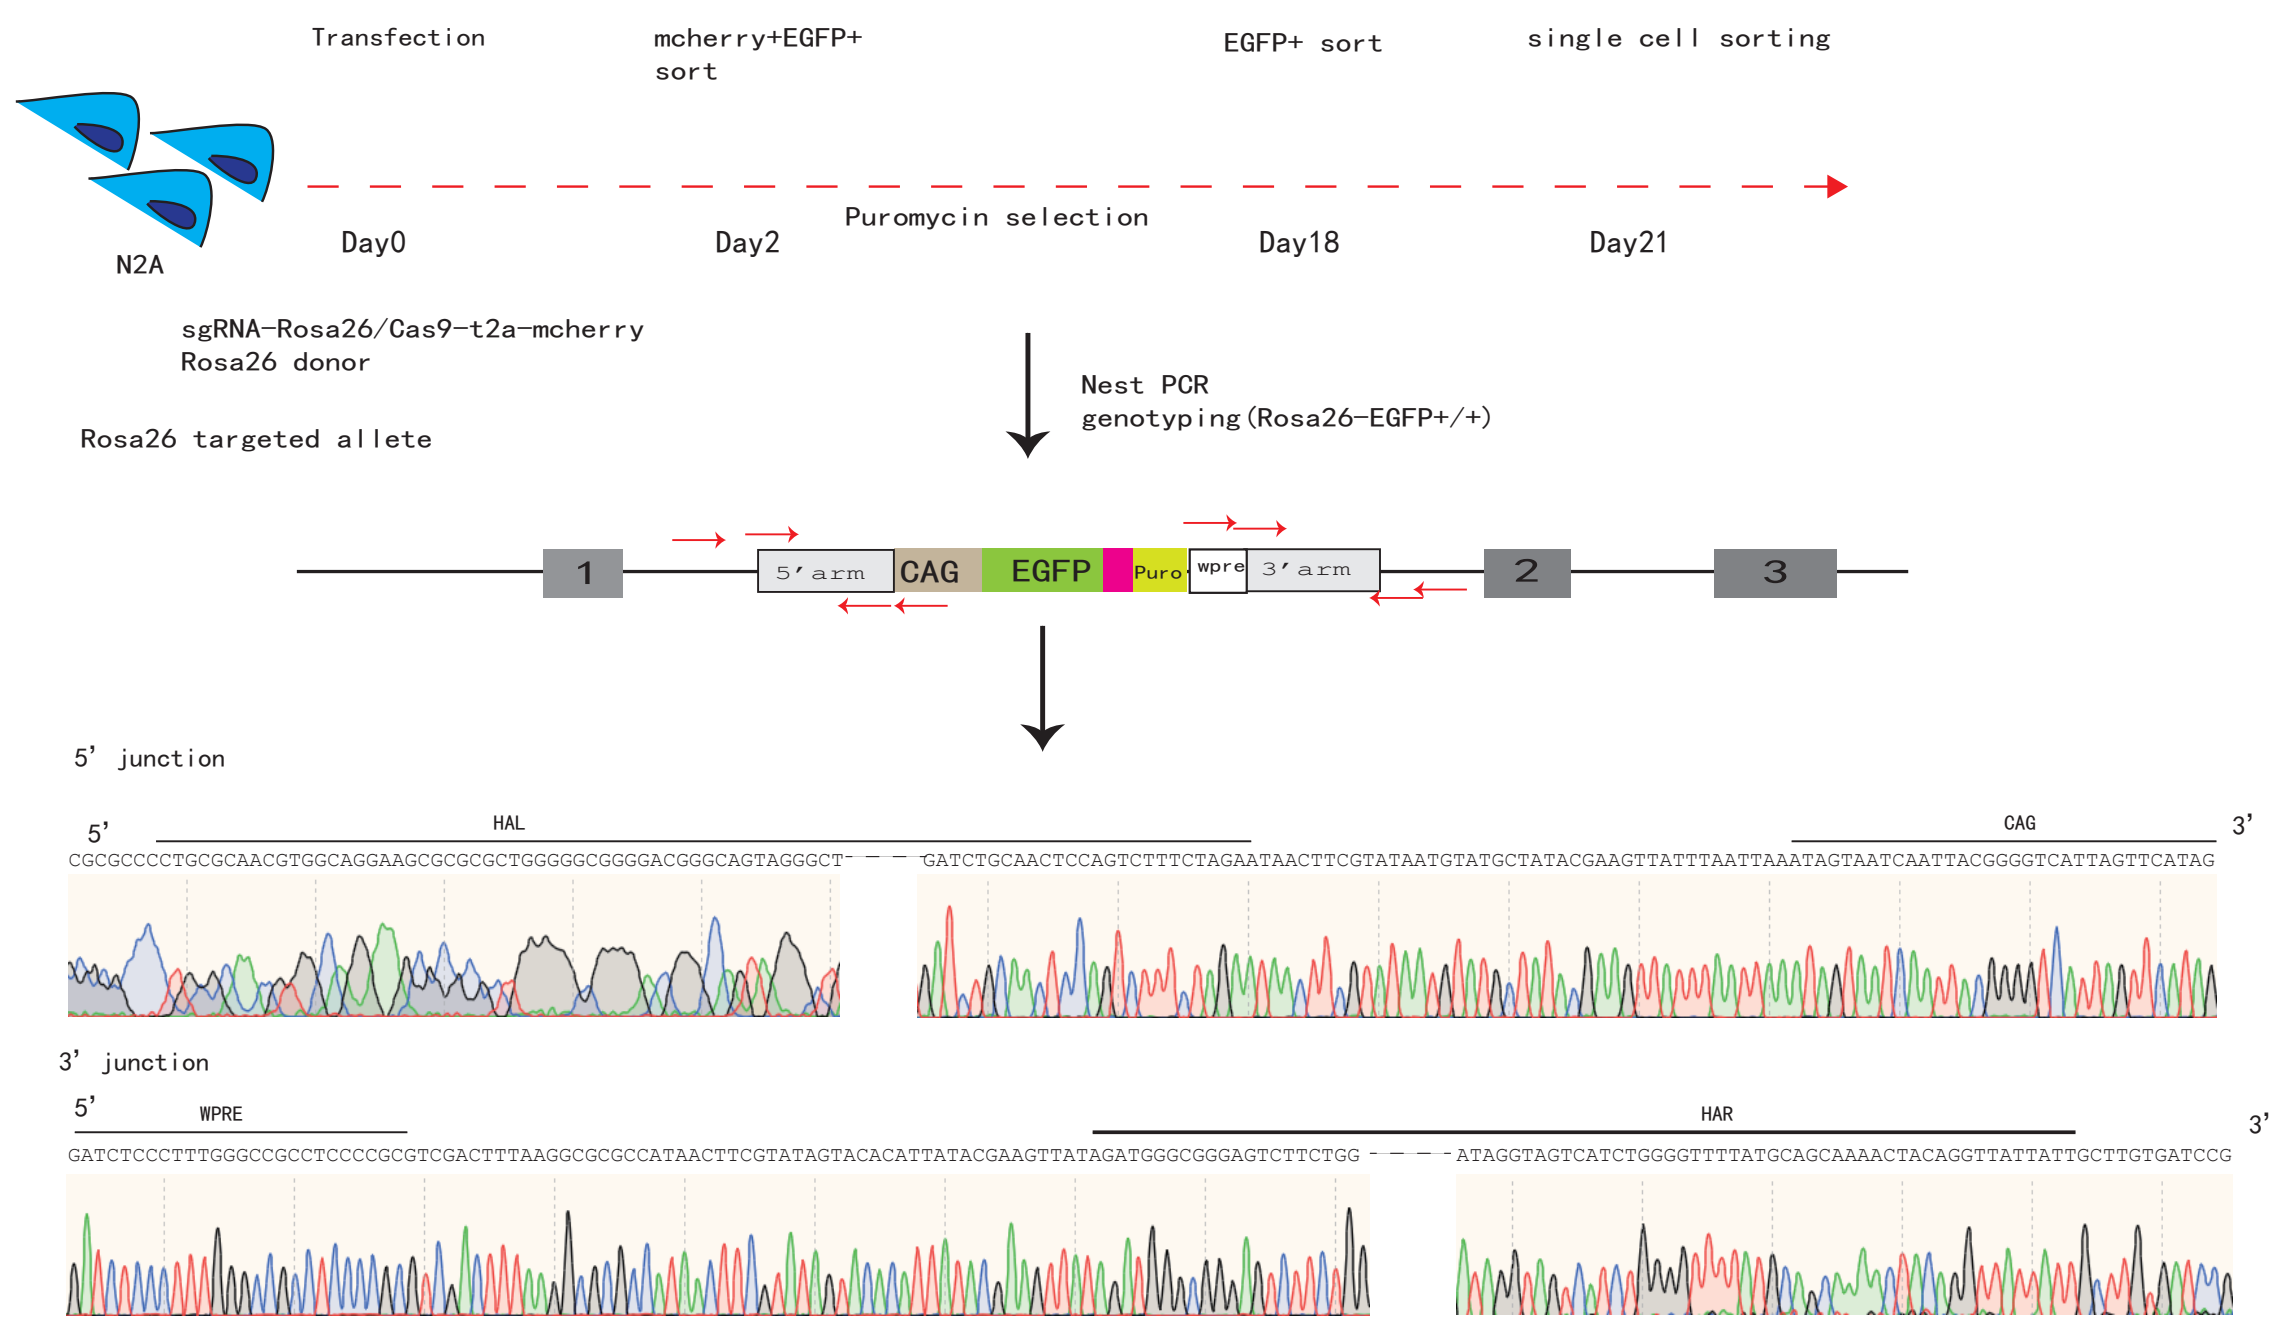 Transfection
mcherry+EGFP+
sort
EGFP+ sort
single cell sorting
Puromycin selection
Day0
Day2
Day18
Day21
N2A
sgRNA-Rosa26/Cas9-t2a-mcherry
Rosa26 donor
Nest PCR
genotyping(Rosa26-EGFP+/+)
Rosa26 targeted allete
1
5'arm
CAG
EGFP
Puro
wpre
3'arm
2
3
5' junction
5'
HAL
CAG
3'
CGCGCCCCTGCGCAACGTGGCAGGAAGCGCGCGCTGGGGGCGGGGACGGGCAGTAGGGCT- - - -GATCTGCAACTCCAGTCTTTCTAGAATAACTTCGTATAATGTATGCTATACGAAGTTATTTAATTAAATAGTAATCAATTACGGGGTCATTAGTTCATAG
3' junction
5'
WPRE
HAR
3'
GATCTCCCTTTGGGCCGCCTCCCCGCGTCGACTTTAAGGCGCGCCATAACTTCGTATAGTACACATTATACGAAGTTATAGATGGGCGGGAGTCTTCTGG - - - -ATAGGTAGTCATCTGGGGTTTTATGCAGCAAAACTACAGGTTATTATTGCTTGTGATCCG